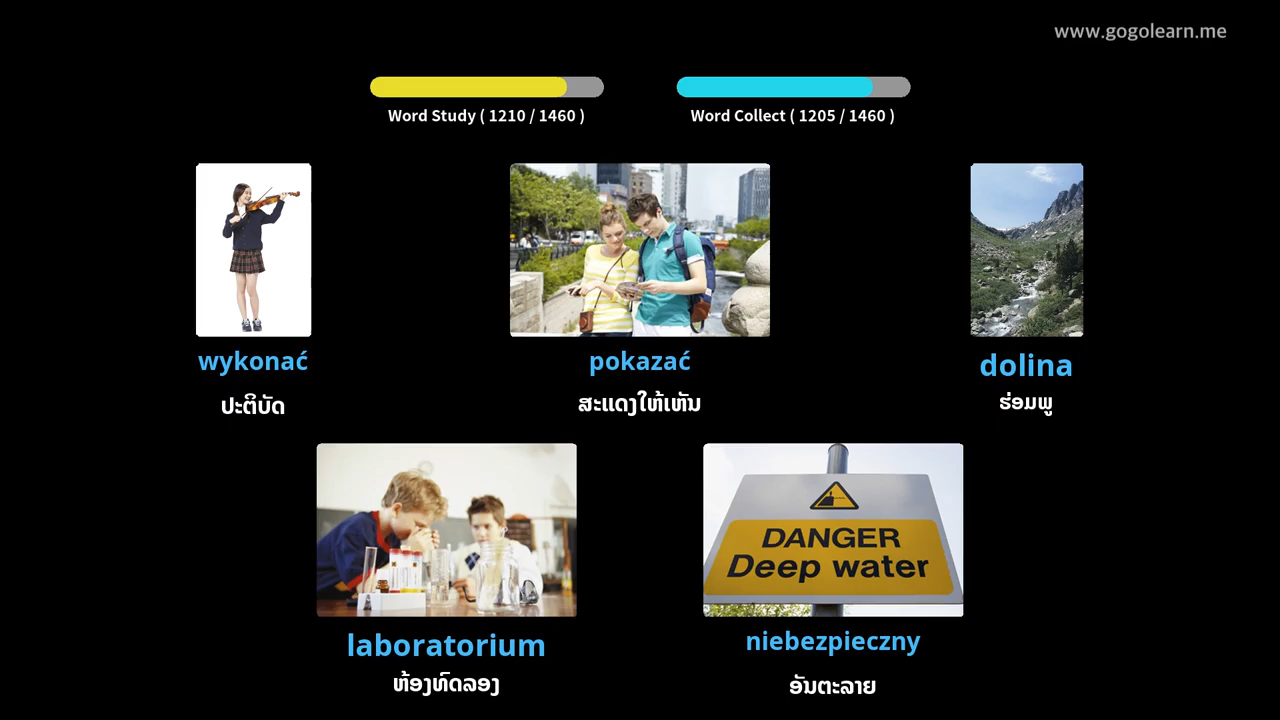 www.gogolearn.me
Word Study ( 1210 / 1460 )
Word Collect ( 1205 / 1460 )
wykonać
ປະຕິບັດ
pokazać
ສະແດງໃຫ້ເຫັນ
dolina
ຮ່ອມພູ
DANGER
Deep water
laboratorium
ຫ້ອງທົດລອງ
niebezpieczny
ອັນຕະລາຍ